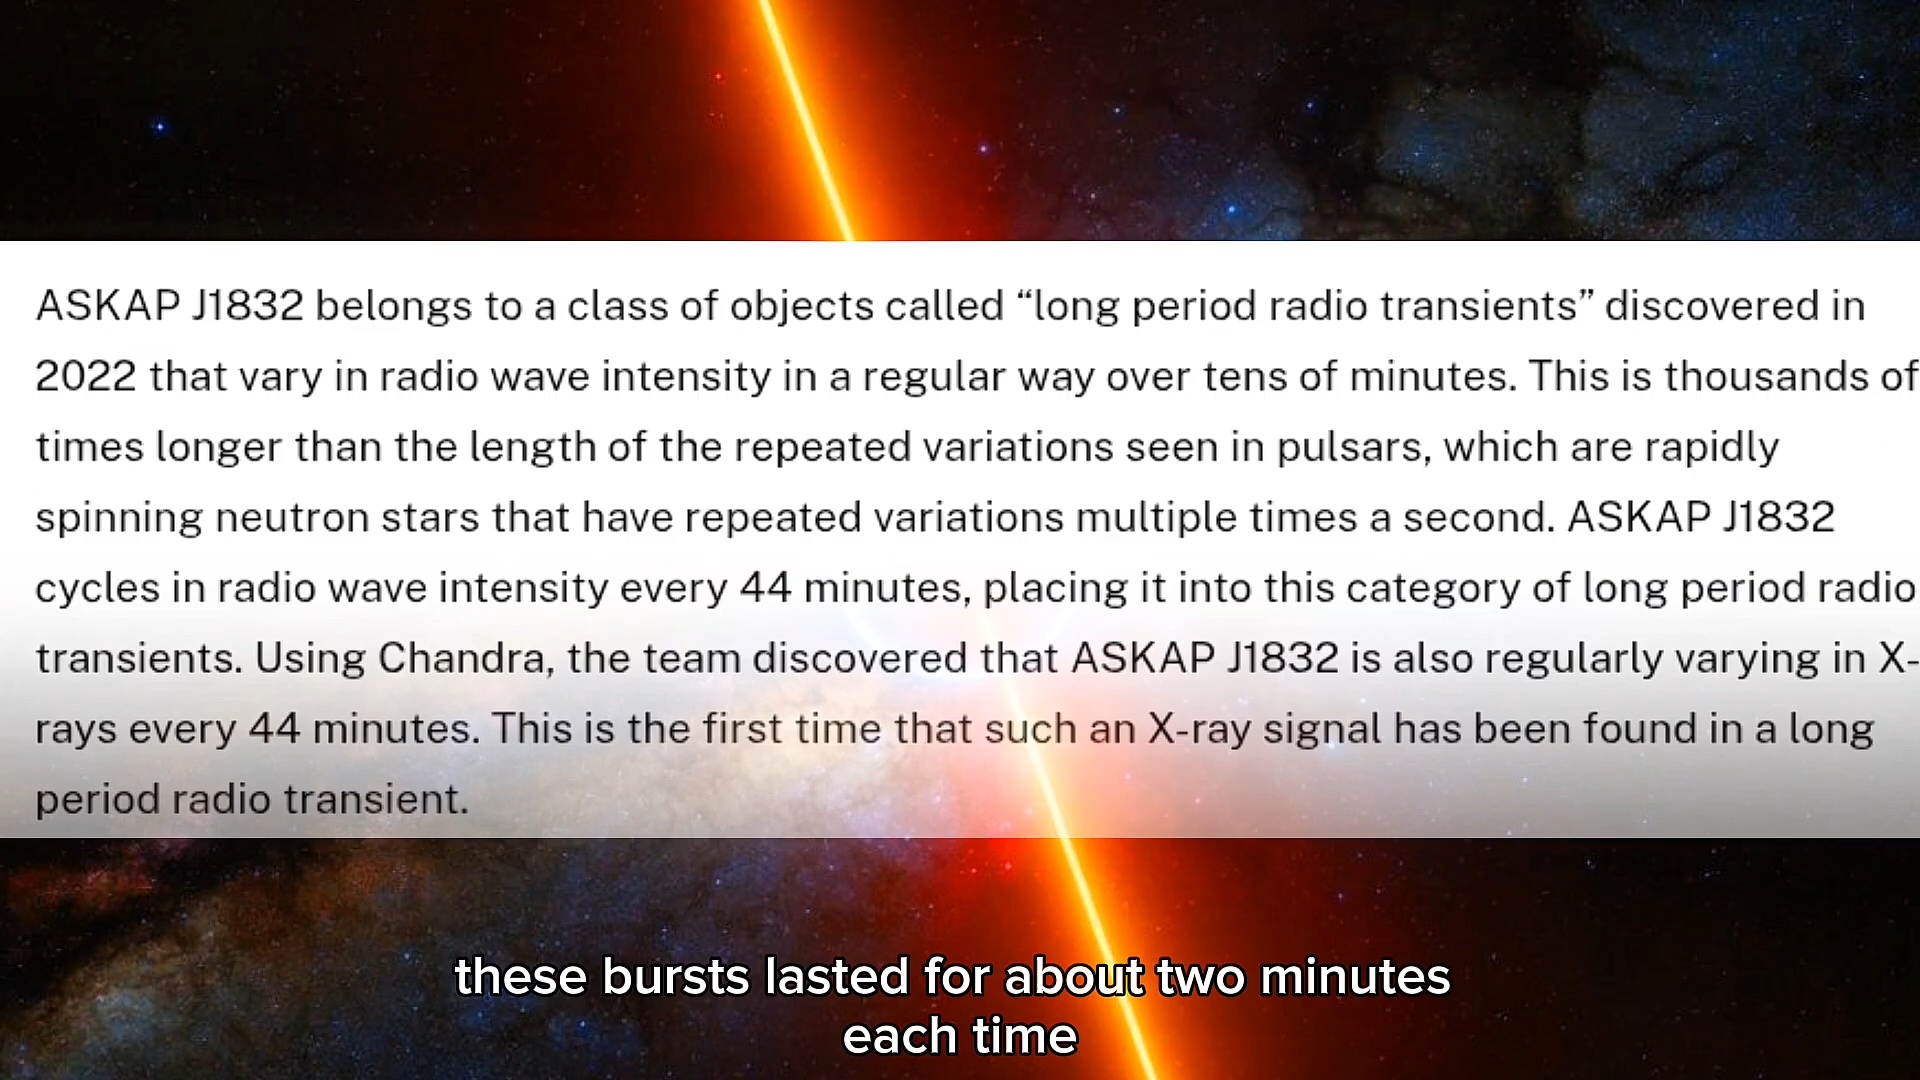 ASKAP J1832 belongs to a class of objects called “long period radio transients” discovered in
2022 that vary in radio wave intensity in a regular way over tens of minutes. This is thousands of
times longer than the length of the repeated variations seen in pulsars, which are rapidly
spinning neutron stars that have repeated variations multiple times a second. ASKAP J1832
cycles in radio wave intensity every 44 minutes, placing it into this category of long period radio
transients. Using Chandra, the team discovered that ASKAP J1832 is also regularly varying in X-
rays every 44 minutes. This is the first time that such an X-ray signal has been found in a long
period radio transient.
these bursts lasted for about two minutes
each time